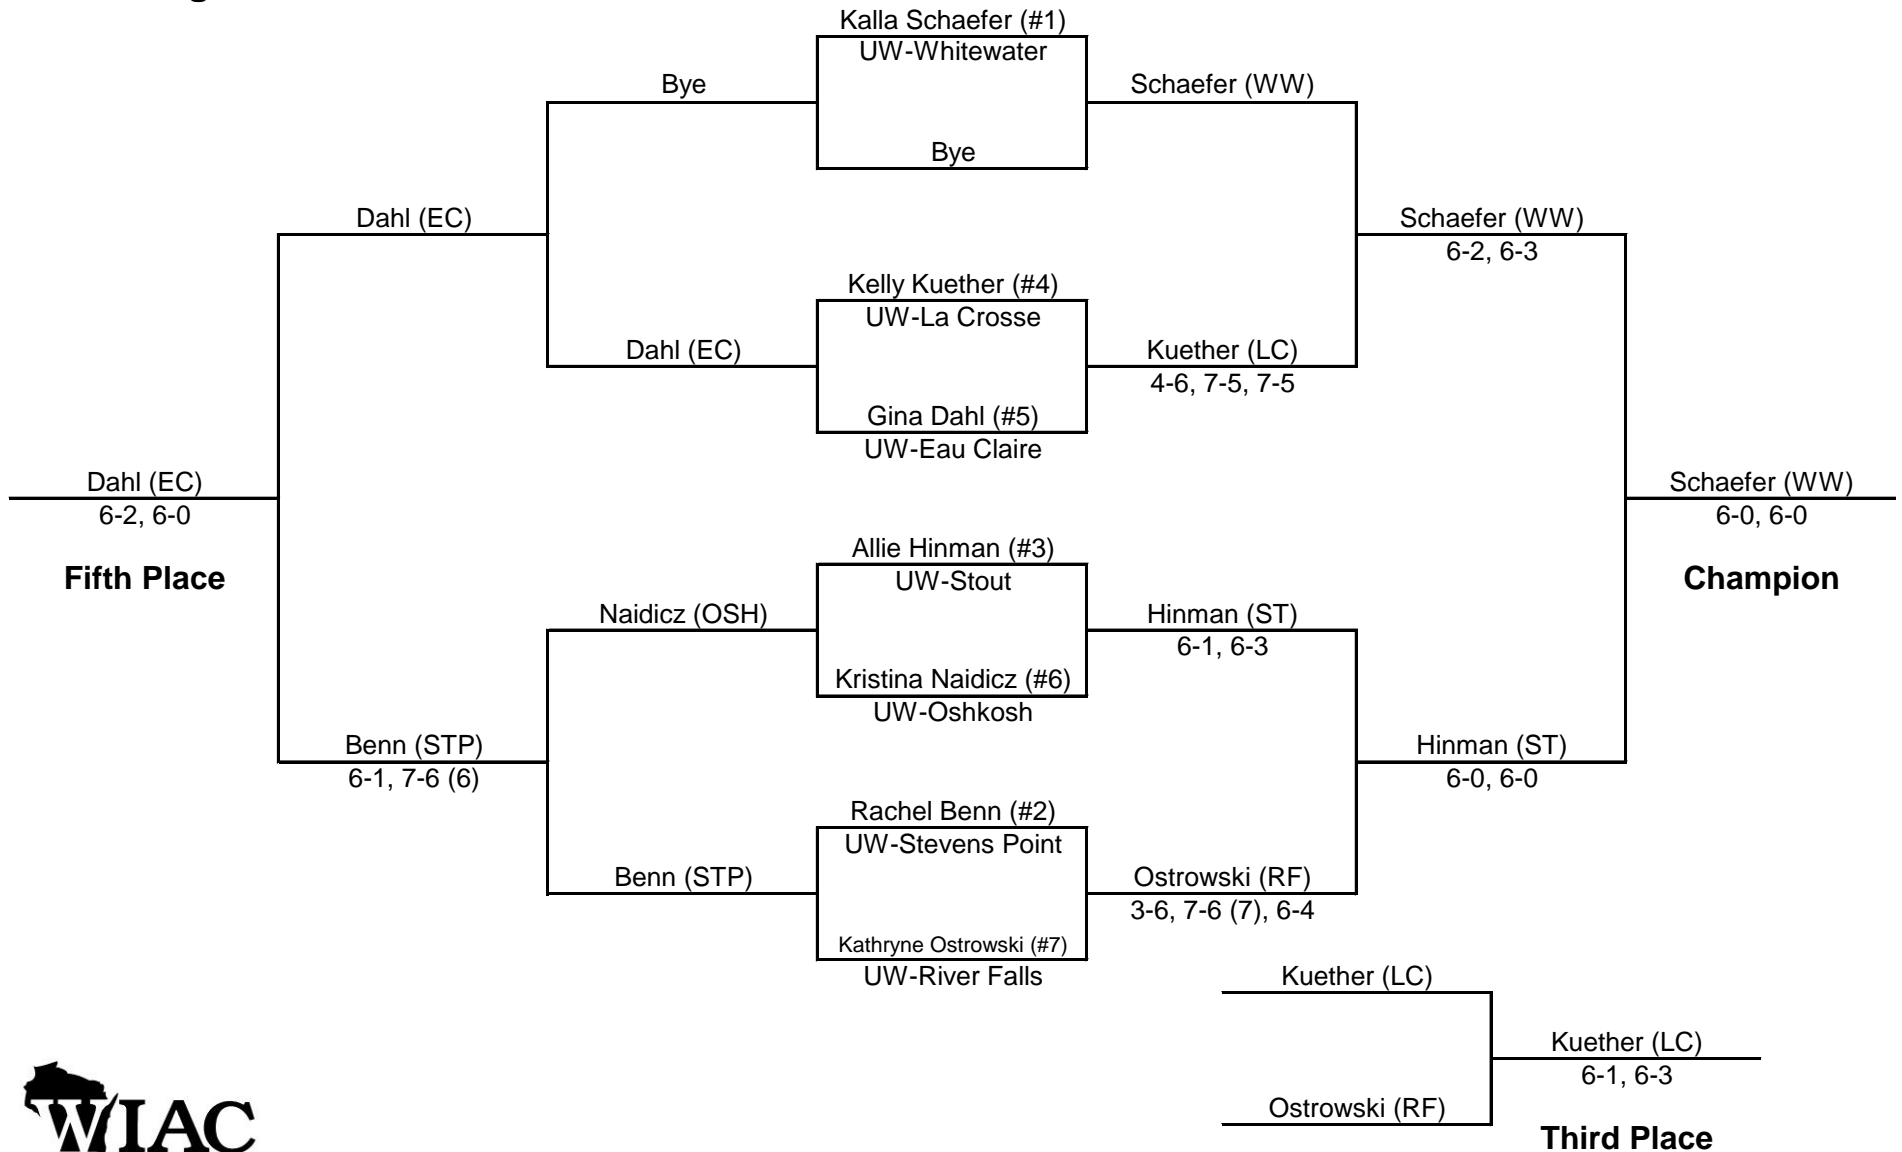 Kalla Schaefer (#1)
UW-Whitewater
Bye
Schaefer (WW)
Bye
Dahl (EC)
Schaefer (WW)
6-2, 6-3
Kelly Kuether (#4)
UW-La Crosse
Dahl (EC)
Kuether (LC)
4-6, 7-5, 7-5
Gina Dahl (#5)
UW-Eau Claire
Dahl (EC)
6-2, 6-0
Fifth Place
Schaefer (WW)
6-0, 6-0
Champion
Allie Hinman (#3)
UW-Stout
Naidicz (OSH)
Hinman (ST)
6-1, 6-3
Kristina Naidicz (#6)
UW-Oshkosh
Benn (STP)
6-1, 7-6 (6)
Hinman (ST)
6-0, 6-0
Rachel Benn (#2)
UW-Stevens Point
Benn (STP)
Ostrowski (RF)
3-6, 7-6 (7), 6-4
Kathryne Ostrowski (#7)
UW-River Falls
Kuether (LC)
Kuether (LC)
6-1, 6-3
Ostrowski (RF)
Third Place
WIAC